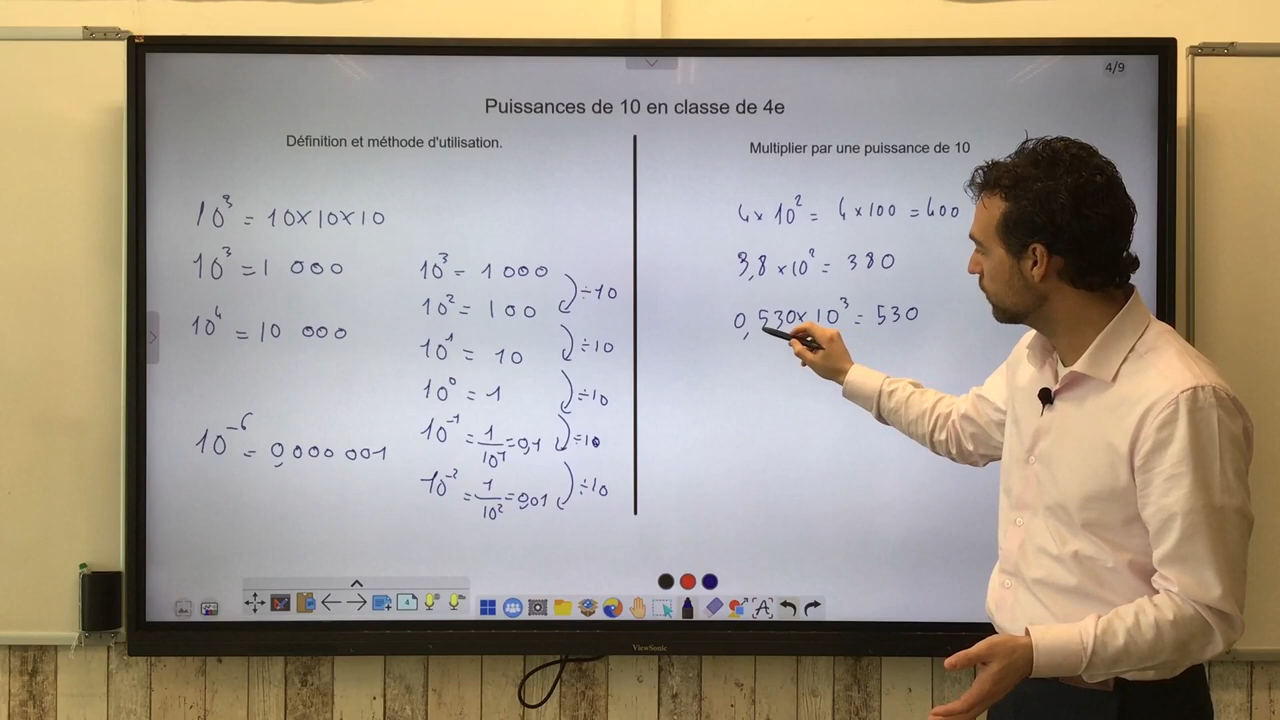 4/9
Puissances de 10 en classe de 4e
Définition et méthode d'utilisation.
10³ = 10×10×10
10³ = 1 000
10⁴ = 10 000
10⁻⁶ = 0,000 001
10³ = 1 000
÷10
10² = 100
÷10
10¹ = 10
÷10
10⁰ = 1
÷10
10⁻¹ = 1/10¹ = 0,1
÷10
10⁻² = 1/10² = 0,01
Multiplier par une puissance de 10
4 × 10² = 4 × 100 = 400
3,8 × 10² = 380
0,530 × 10³ = 530
4
A
ViewSonic